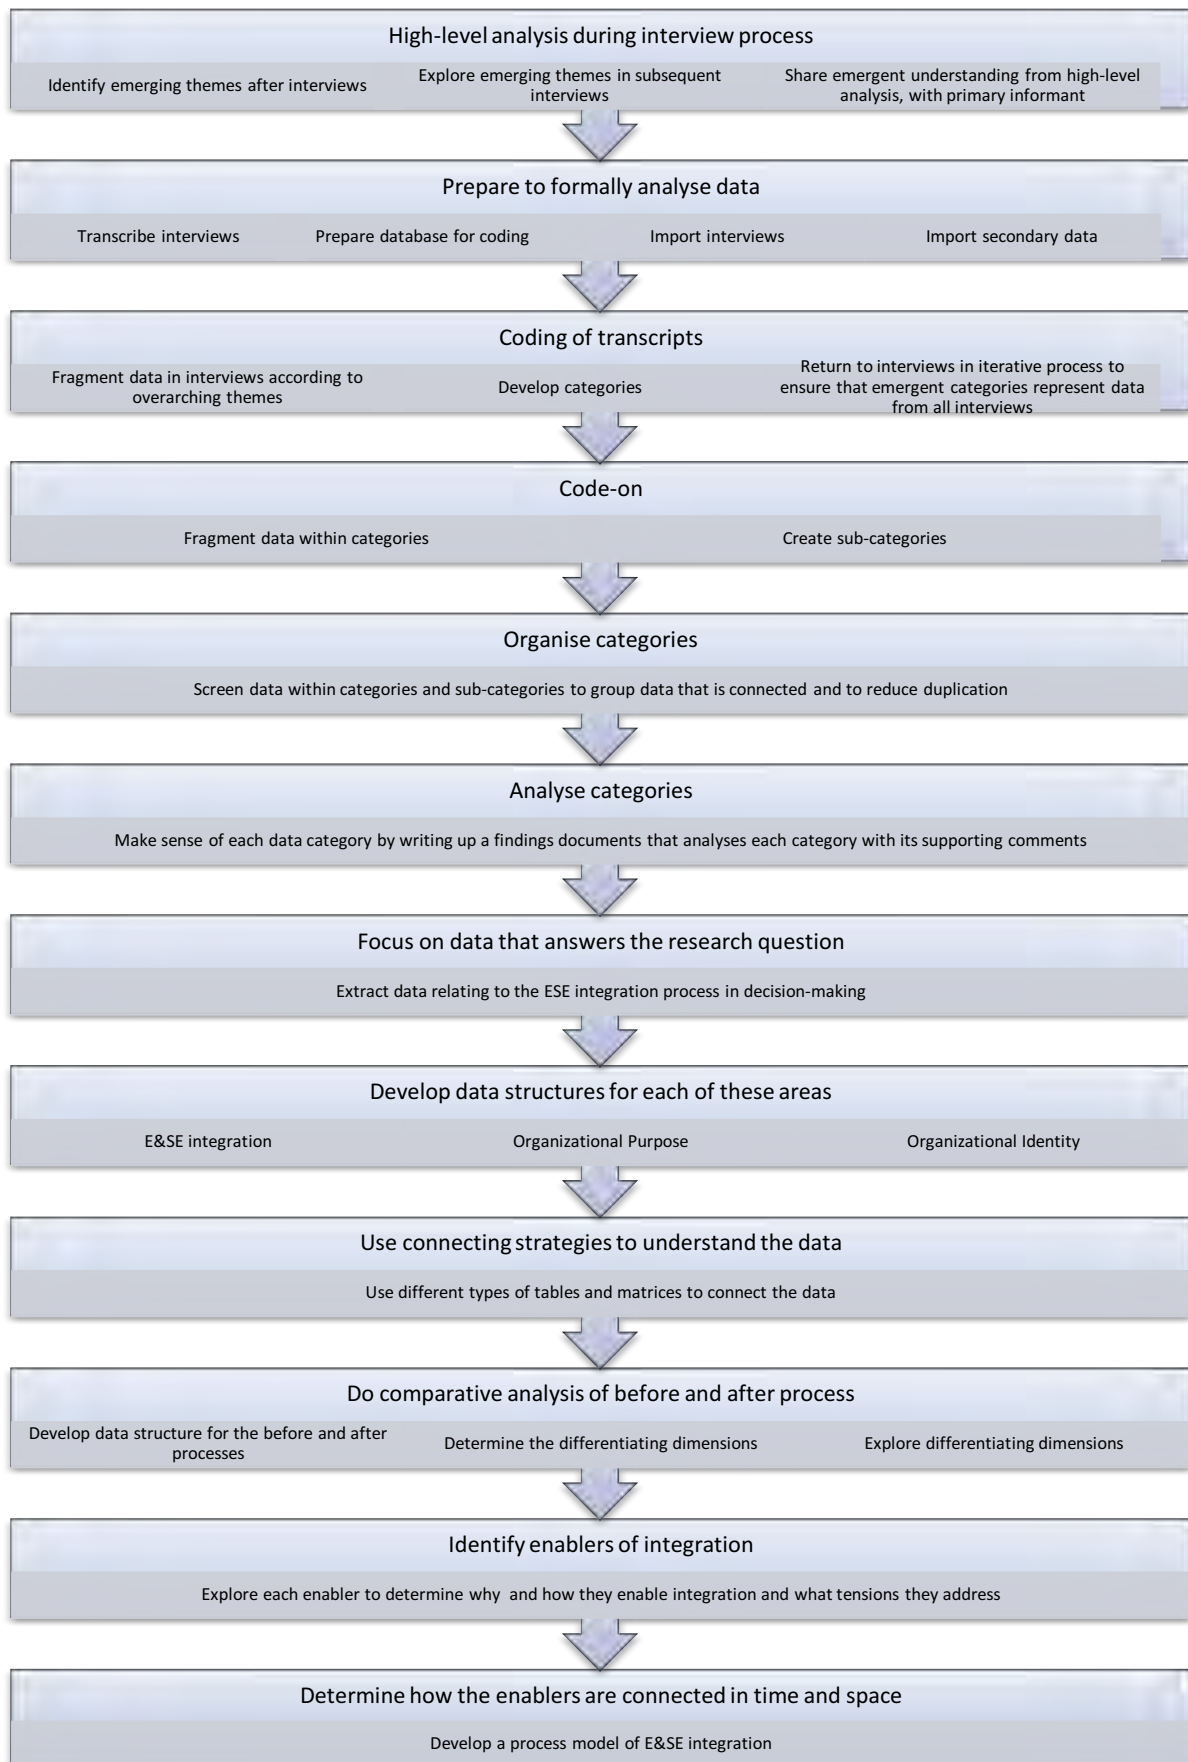 High-level analysis during interview process
Identify emerging themes after interviews
Explore emerging themes in subsequent
interviews
Share emergent understanding from high-level
analysis, with primary informant
Prepare to formally analyse data
Transcribe interviews
Prepare database for coding
Import interviews
Import secondary data
Coding of transcripts
Fragment data in interviews according to
overarching themes
Develop categories
Return to interviews in iterative process to
ensure that emergent categories represent data
from all interviews
Code-on
Fragment data within categories
Create sub-categories
Organise categories
Screen data within categories and sub-categories to group data that is connected and to reduce duplication
Analyse categories
Make sense of each data category by writing up a findings documents that analyses each category with its supporting comments
Focus on data that answers the research question
Extract data relating to the ESE integration process in decision-making
Develop data structures for each of these areas
E&SE integration
Organizational Purpose
Organizational Identity
Use connecting strategies to understand the data
Use different types of tables and matrices to connect the data
Do comparative analysis of before and after process
Develop data structure for the before and after
processes
Determine the differentiating dimensions
Explore differentiating dimensions
Identify enablers of integration
Explore each enabler to determine why and how they enable integration and what tensions they address
Determine how the enablers are connected in time and space
Develop a process model of E&SE integration